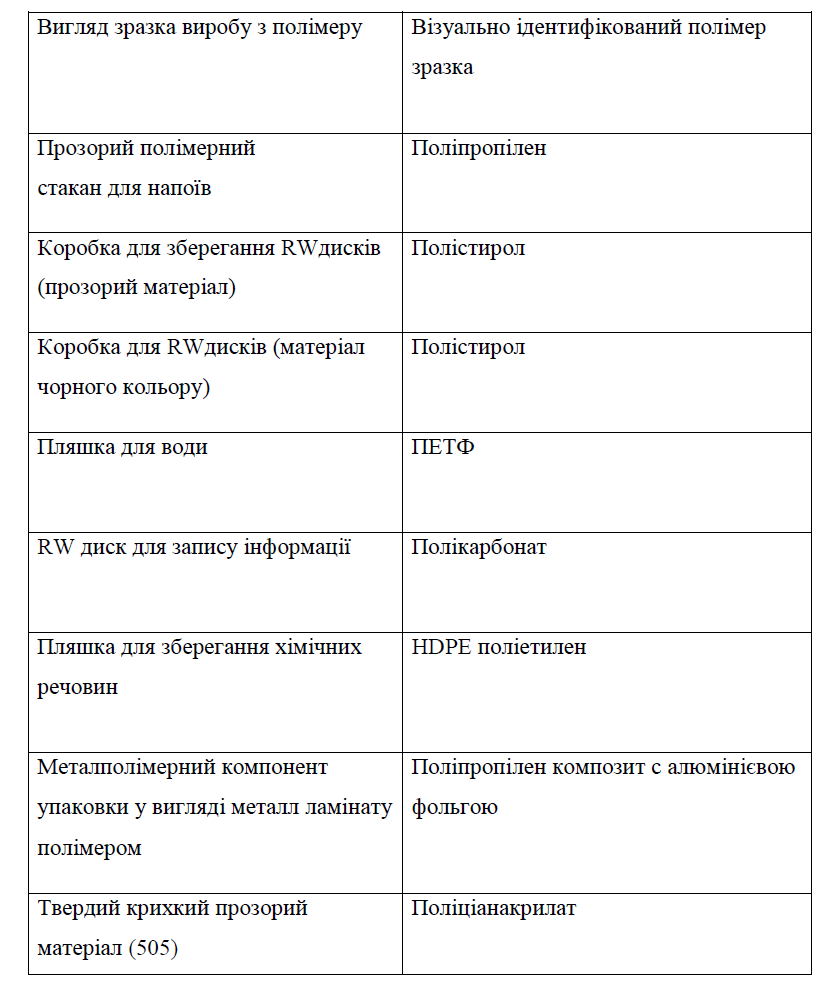 Вигляд зразка виробу з полімеру
Візуально ідентифікований полімер
зразка
Прозорий полімерний
стакан для напоїв
Поліпропілен
Коробка для зберегання RWдисків
(прозорий матеріал)
Полістирол
Коробка для RWдисків (матеріал
чорного кольору)
Полістирол
Пляшка для води
ПЕТФ
RW диск для запису інформації
Полікарбонат
Пляшка для зберегання хімічних
речовин
HDPE поліетилен
Металполімерний компонент
упаковки у вигляді металл ламінату
полімером
Поліпропілен композит с алюмінієвою
фольгою
Твердий крихкий прозорий
матеріал (505)
Поліціанакрилат